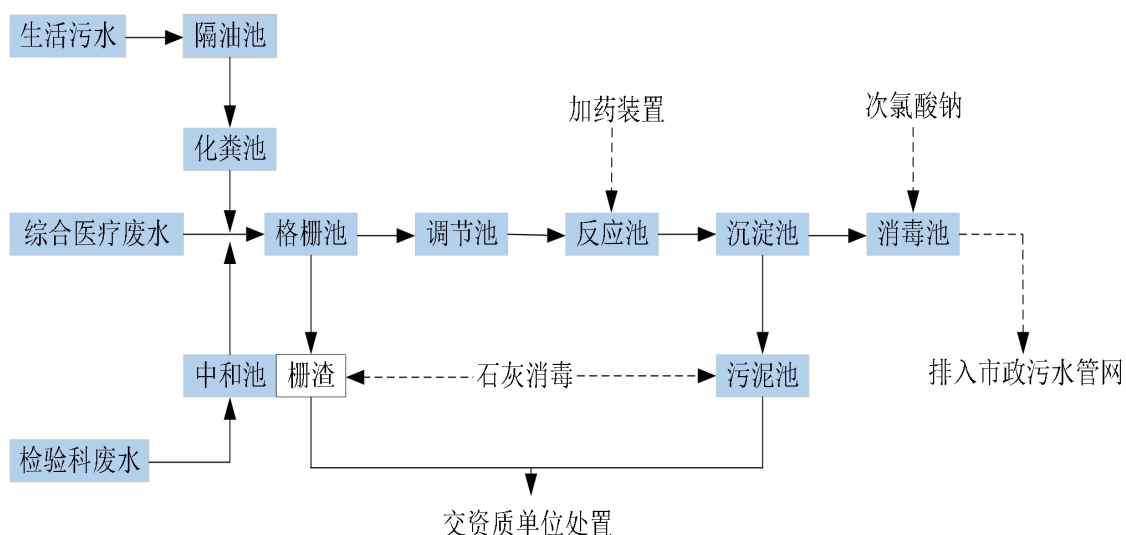 生活污水
隔油池
加药装置
次氯酸钠
化粪池
综合医疗废水
格栅池
调节池
反应池
沉淀池
消毒池
中和池
栅渣
石灰消毒
污泥池
排入市政污水管网
检验科废水
交资质单位处置